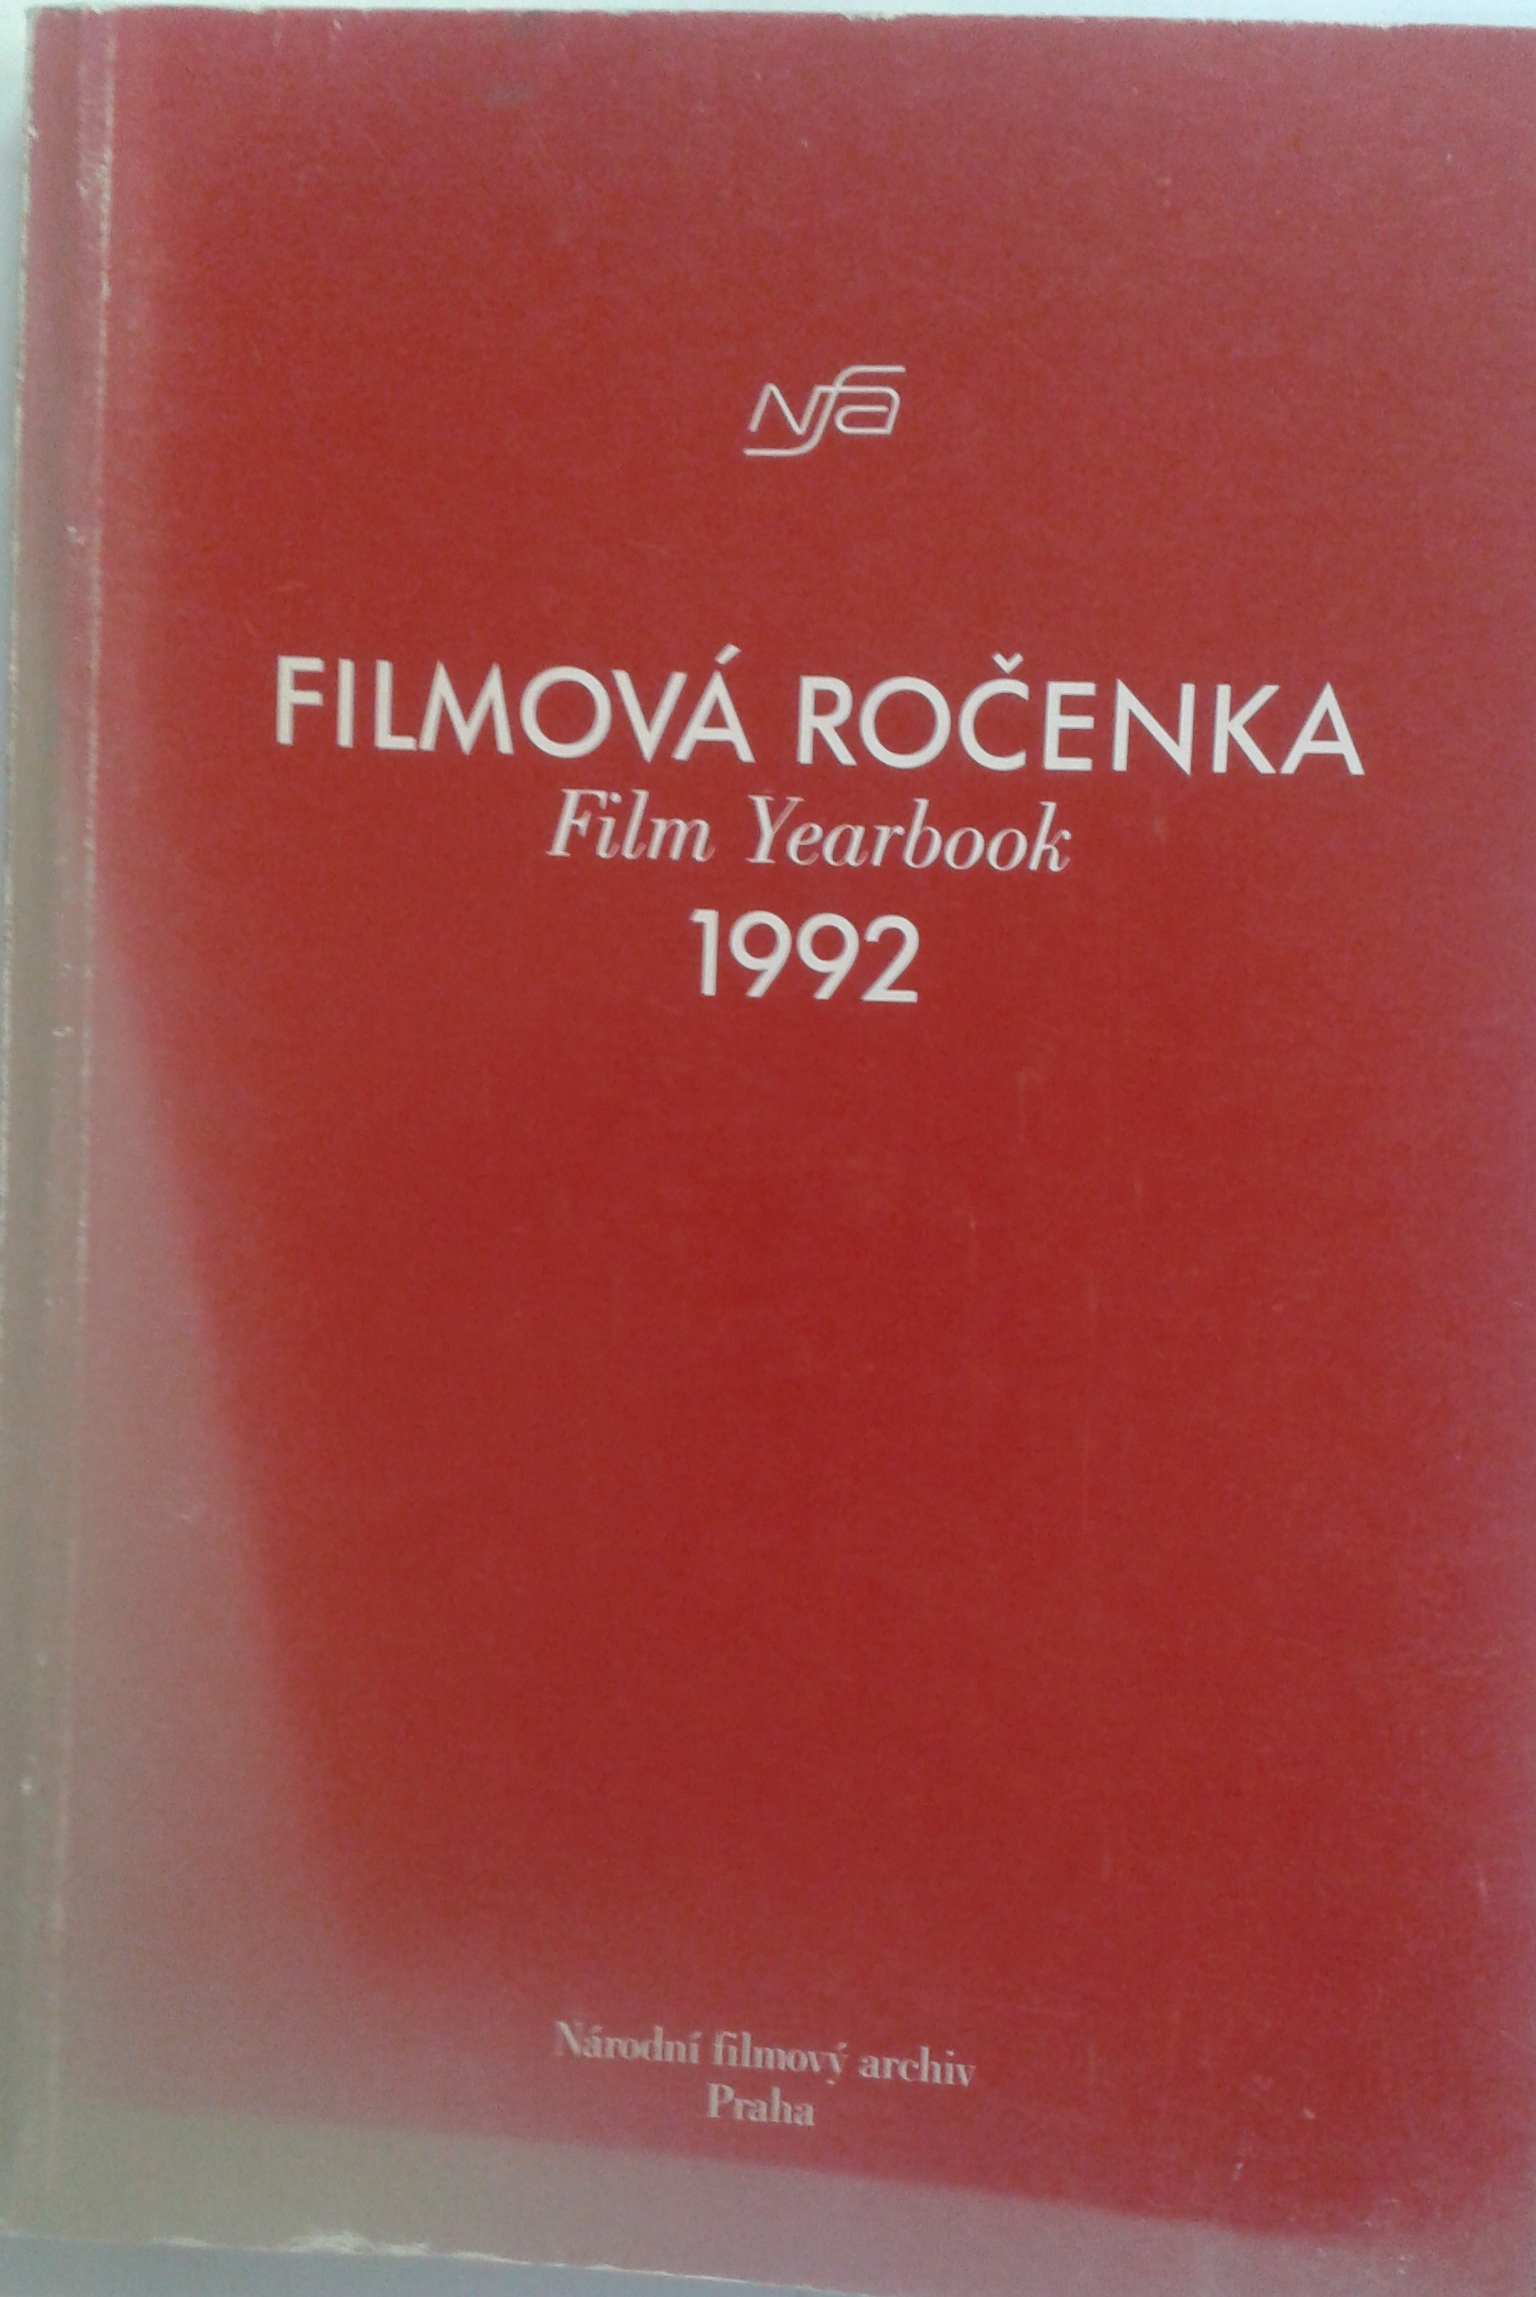 Nfa
FILMOVÁ ROČENKA
Film Yearbook
1992
Národní filmový archiv
Praha